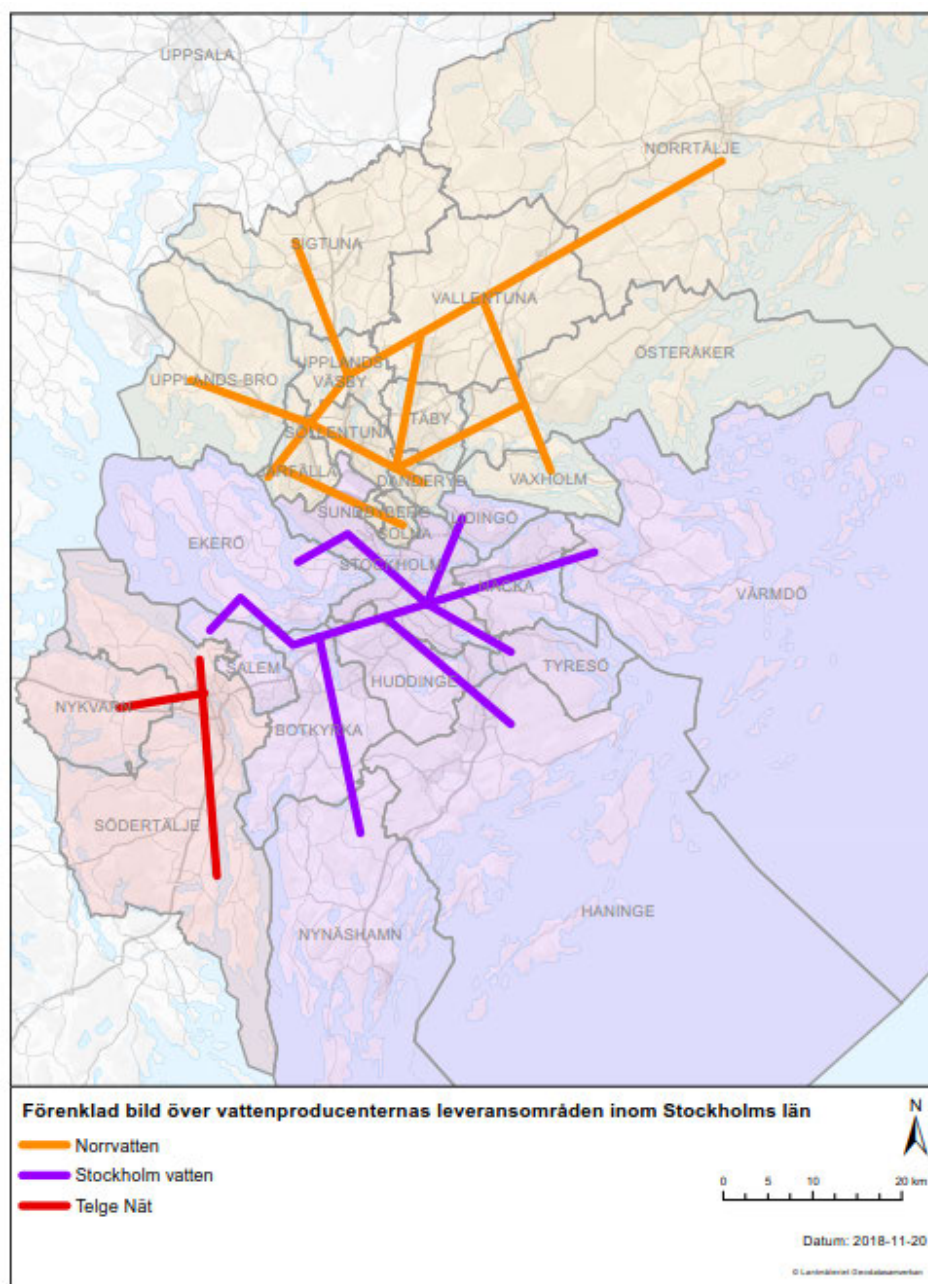 UPPSALA
NORRTÄLJE
SIGTUNA
VALLENTUNA
ÖSTERÅKER
UPPLANDS-BRO
UPPLANDS
VÄSBY
TÄBY
SOLLENTUNA
JÄRFÄLLA
DANDERYD
VAXHOLM
SUNDBYBERG
LIDINGÖ
SOLNA
EKERÖ
STOCKHOLM
NACKA
VÄRMDÖ
SALEM
HUDDINGE
TYRESÖ
NYKVARN
BOTKYRKA
SÖDERTÄLJE
HANINGE
NYNÄSHAMN
Förenklad bild över vattenproducenternas leveransområden inom Stockholms län
Norrvatten
Stockholm vatten
Telge Nät
N
0 5 10 20 km
Datum: 2018-11-20
© Lantmäteriet Geodatasamverkan